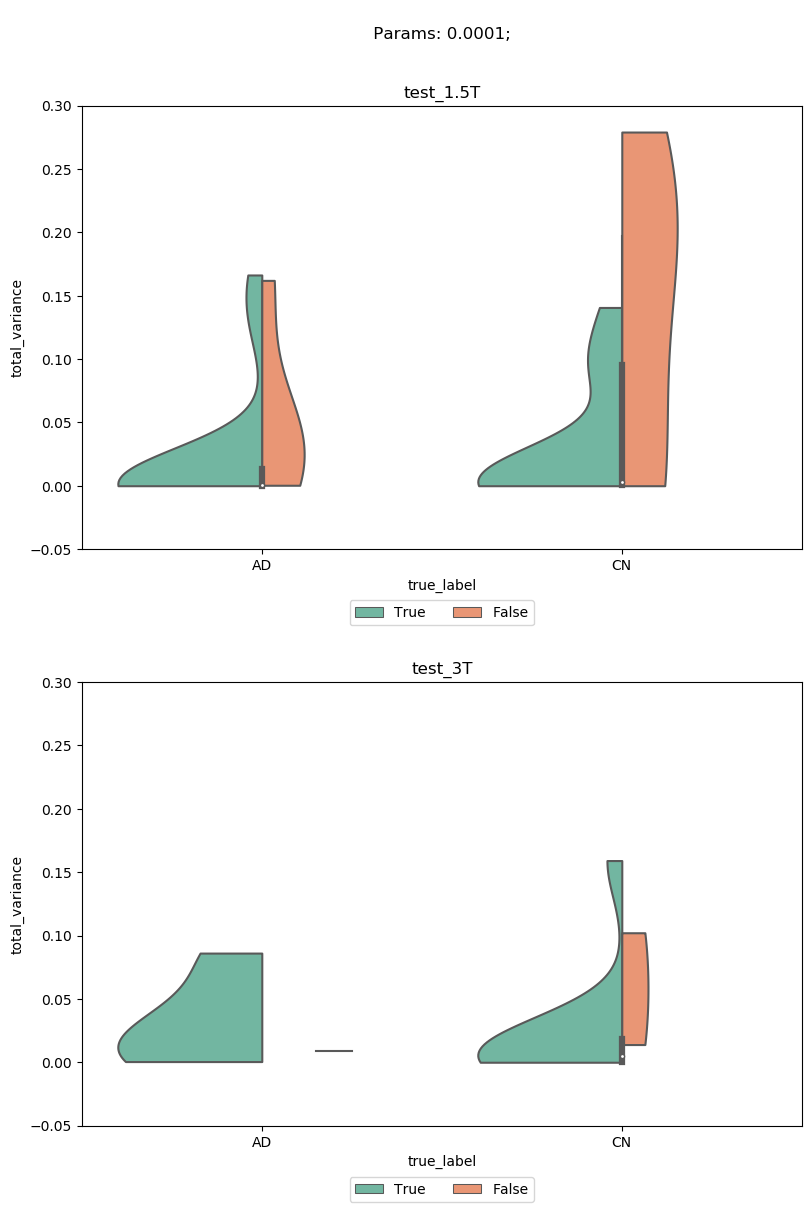 Params: 0.0001;
test_1.5T
0.30
0.25
0.20
0.15
0.10
0.05
0.00
−0.05
total_variance
AD
CN
true_label
True
False
test_3T
0.30
0.25
0.20
0.15
0.10
0.05
0.00
−0.05
total_variance
AD
CN
true_label
True
False